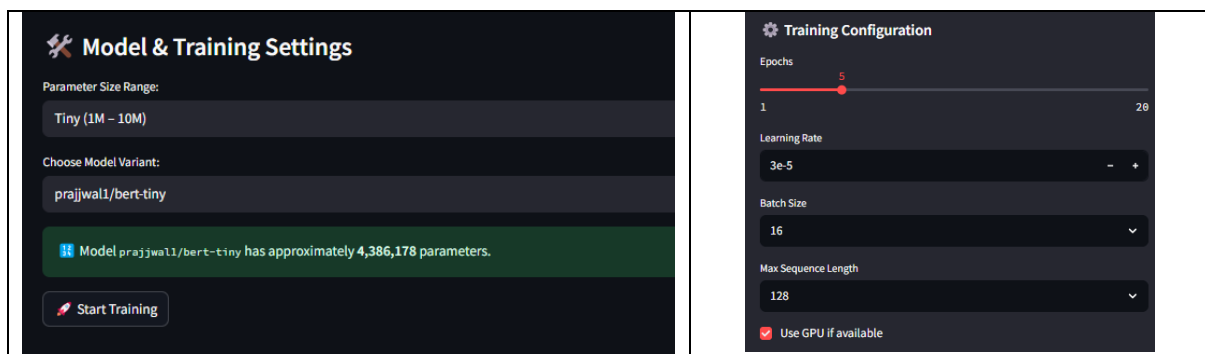 🛠 Model & Training Settings
Parameter Size Range:
Tiny (1M – 10M)
Choose Model Variant:
prajjwal1/bert-tiny
🔢 Model prajjwal1/bert-tiny has approximately 4,386,178 parameters.
🚀 Start Training
⚙ Training Configuration
Epochs
5
1 20
Learning Rate
3e-5 - +
Batch Size
16
Max Sequence Length
128
Use GPU if available